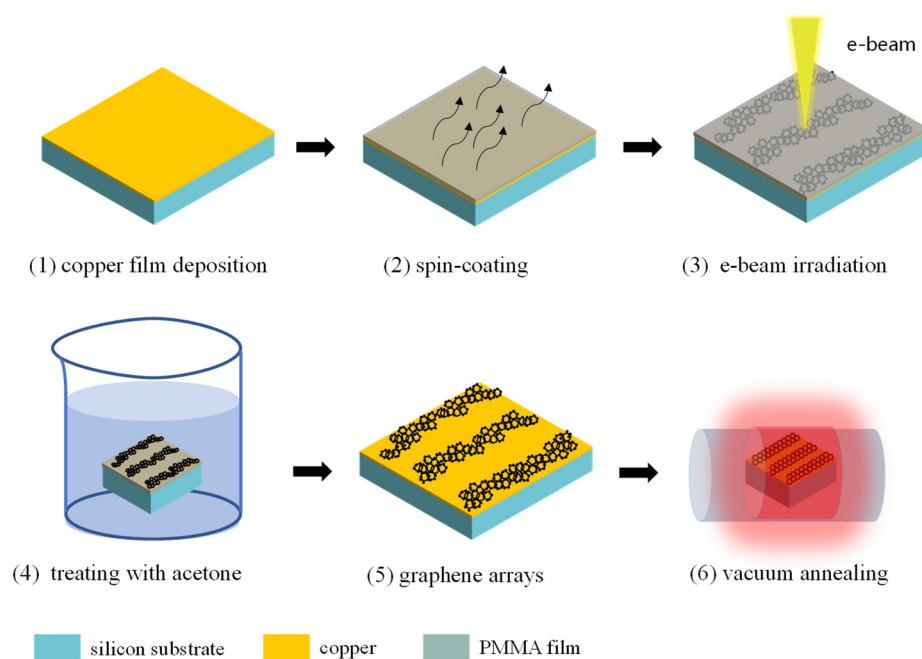 e-beam
(1) copper film deposition
(2) spin-coating
(3) e-beam irradiation
(4) treating with acetone
(5) graphene arrays
(6) vacuum annealing
silicon substrate
copper
PMMA film